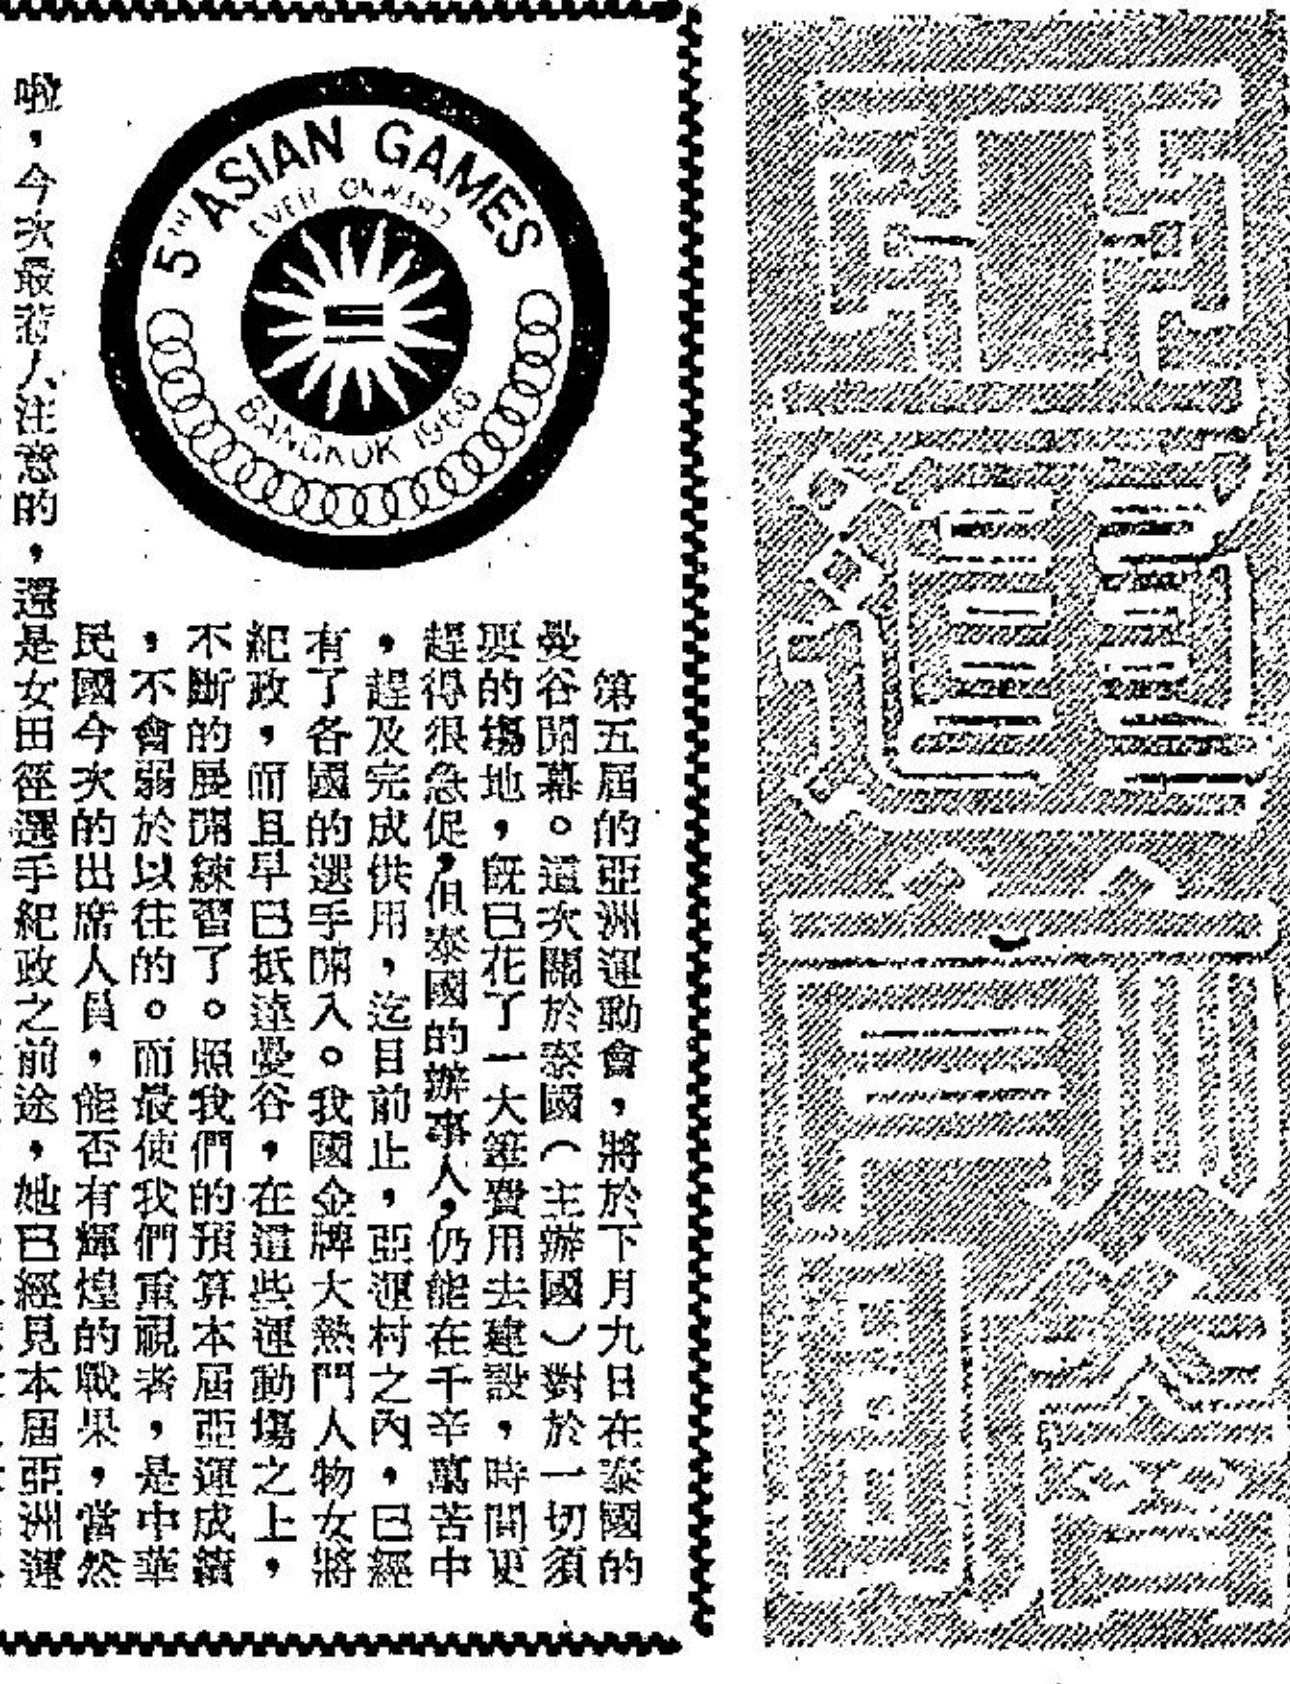 亞運前瞻
第五屆的亞洲運動會，將於下月九日在泰國的
曼谷開幕。這次關於泰國（主辦國）對於一切須
要的場地，既已花了一大筆費用去建設，時間更
趕得很急促，但泰國的辦事人，仍能在千辛萬苦中
，趕及完成供用，迄目前止，亞運村之內，已經
有了各國的選手開入。我國金牌大熱門人物女將
紀政，而且早已抵達曼谷，在這些運動場之上，
不斷的展開練習了。照我們的預算本屆亞運成績
，不會弱於以往的。而最使我們重視者，是中華
民國今次的出席人員，能否有輝煌的戰果，當然
啦，今次最惹人注意的，還是女田徑選手紀政之前途，她已經見本屆亞洲運
5TH ASIAN GAMES
EVER ONWARD
BANGKOK 1966